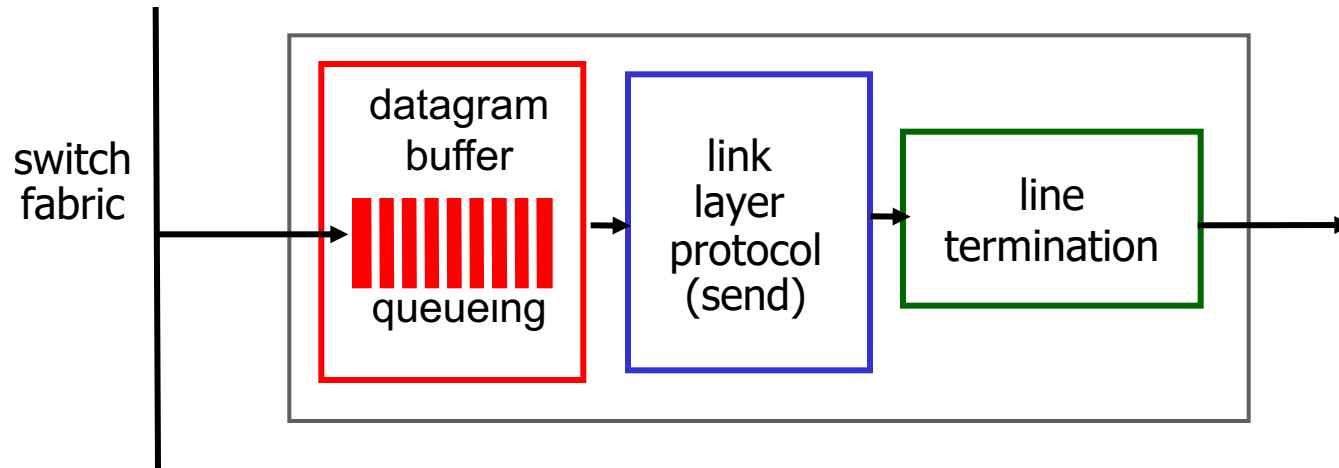 switch
fabric
datagram
buffer
queueing
link
layer
protocol
(send)
line
termination